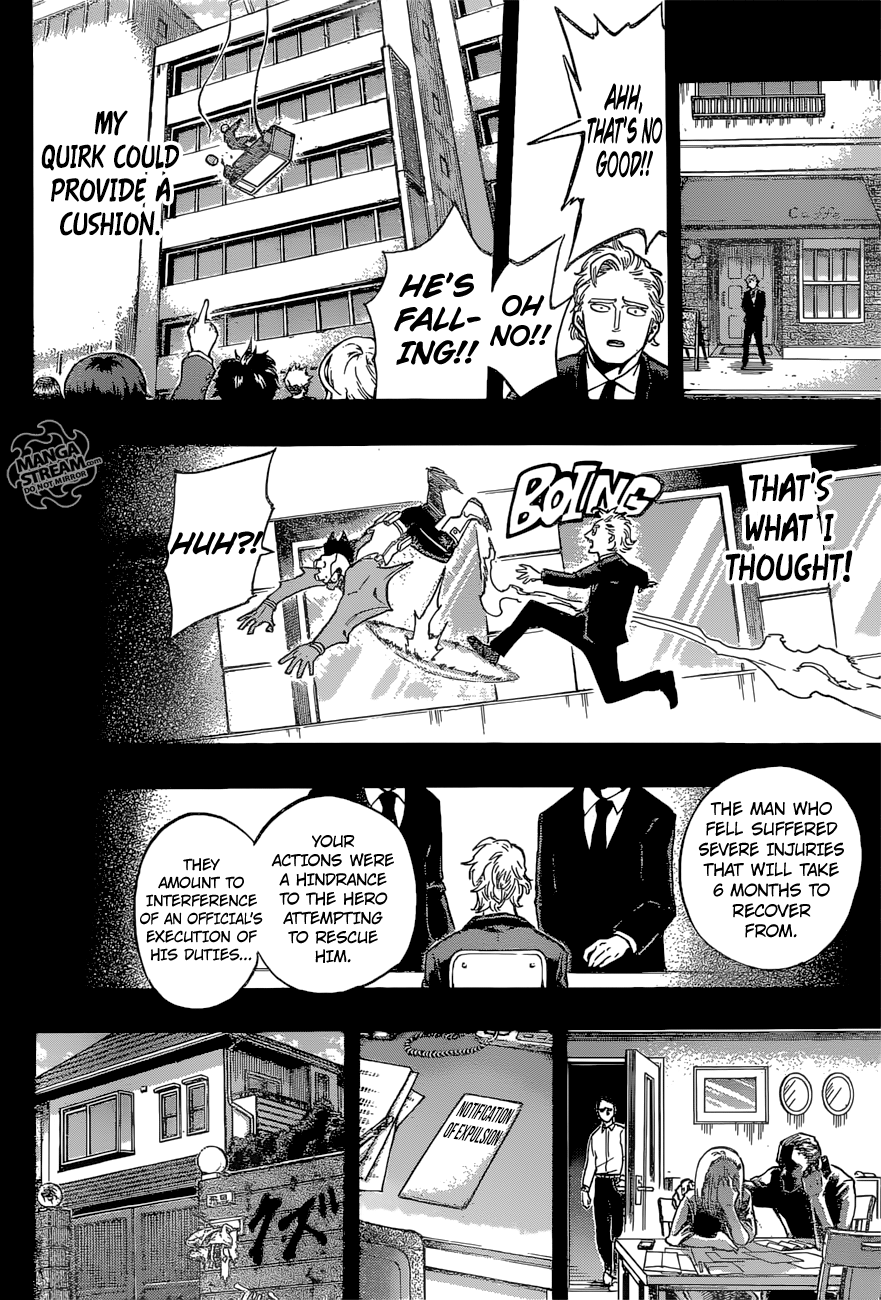 Caffe
AHH,
THAT'S NO
GOOD!!
OH
NO!!
HE'S
FALL-
ING!!
MY
QUIRK COULD
PROVIDE A
CUSHION.
THAT'S
WHAT I
THOUGHT!
BOING
HUH?!
MANGA
STREAM.com
DO NOT MIRROR
THE MAN WHO
FELL SUFFERED
SEVERE INJURIES
THAT WILL TAKE
6 MONTHS TO
RECOVER
FROM.
YOUR
ACTIONS WERE
A HINDRANCE
TO THE HERO
ATTEMPTING
TO RESCUE
HIM.
THEY
AMOUNT TO
INTERFERENCE
OF AN OFFICIAL'S
EXECUTION OF
HIS DUTIES...
NOTIFICATION
OF EXPULSION
クズ